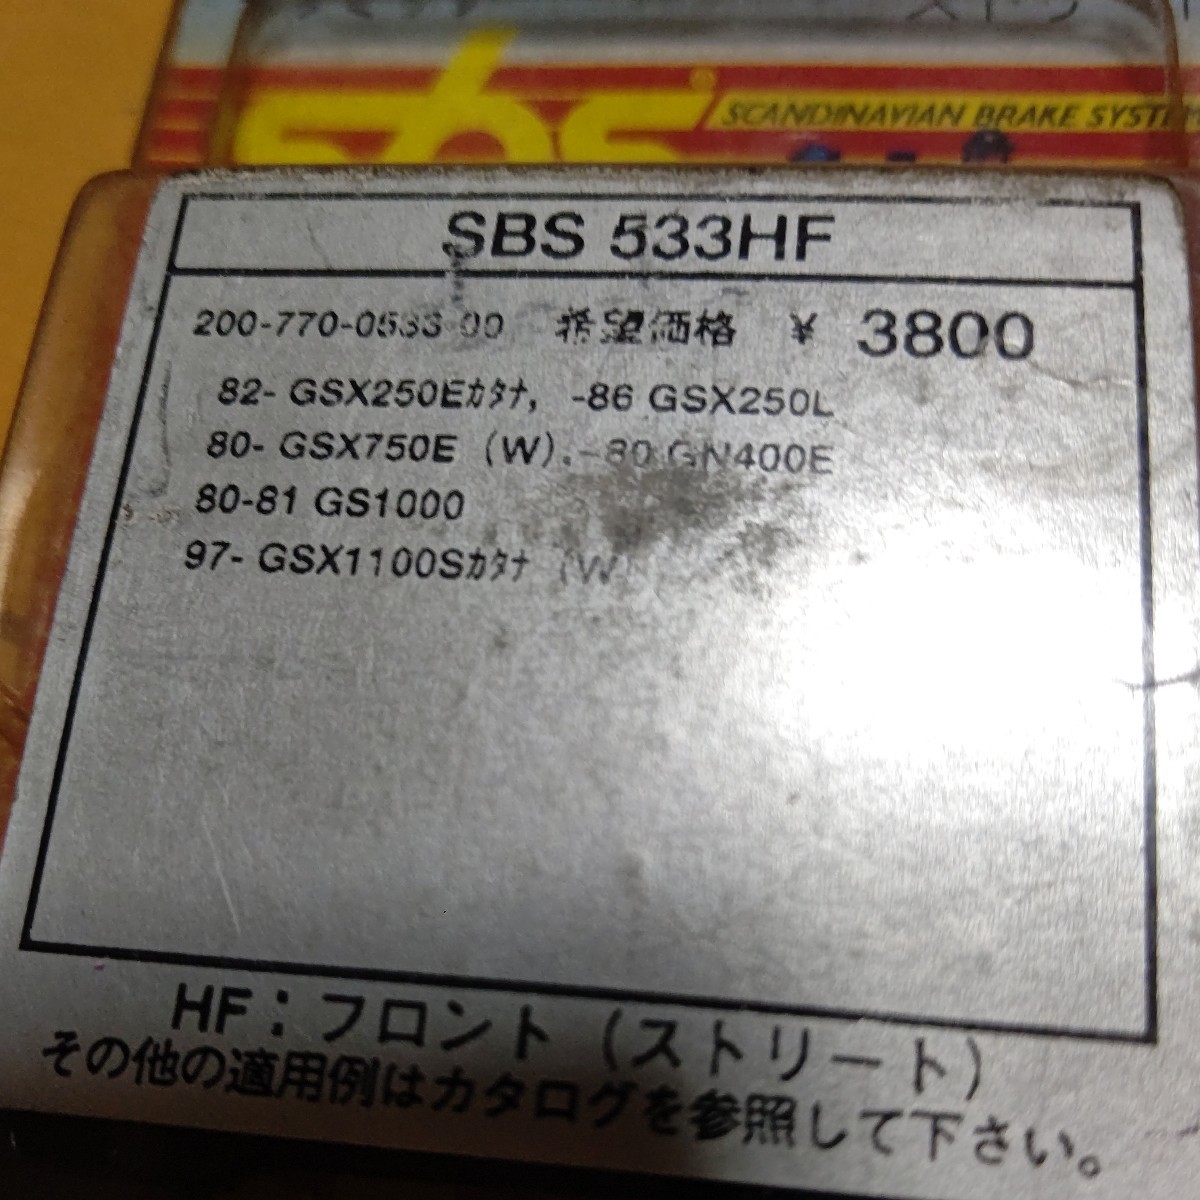 sbs® SCANDINAVIAN BRAKE SYSTEM
SBS 533HF
200-770-0533 00 希望価格 ¥ 3800
82- GSX250Eカタナ, -86 GSX250L
80- GSX750E (W), -80 GN400E
80-81 GS1000
97- GSX1100Sカタナ (W)
HF：フロント（ストリート）
その他の適用例はカタログを参照して下さい。